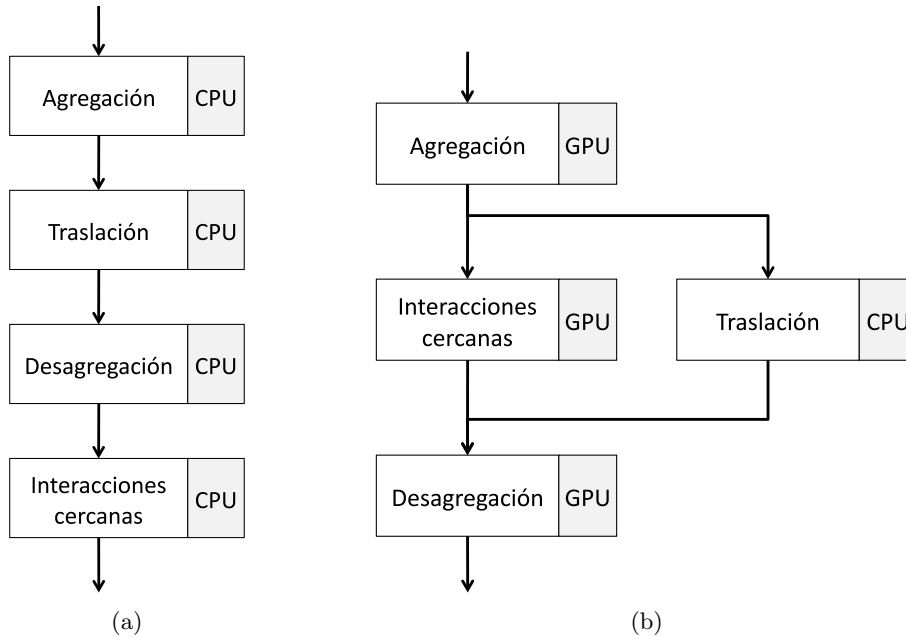 Agregación CPU
Traslación CPU
Desagregación CPU
Interacciones
cercanas
CPU
(a)
Agregación GPU
Interacciones
cercanas
GPU
Traslación CPU
Desagregación GPU
(b)